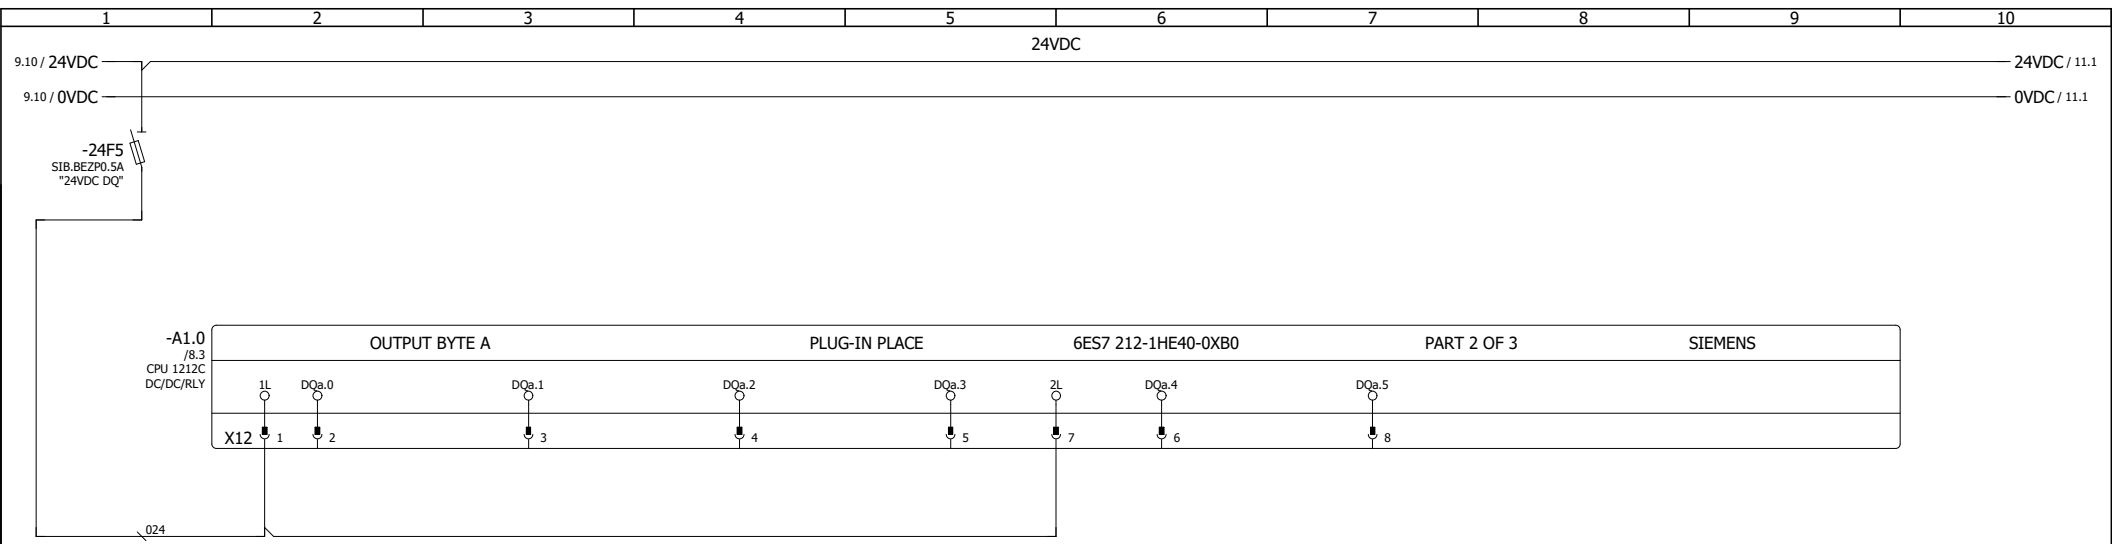 1 2 3 4 5 6 7 8 9 10
24VDC
9.10 / 24VDC 24VDC / 11.1
9.10 / 0VDC 0VDC / 11.1
-24F5
SIB.BEZP0.5A
"24VDC DQ"
-A1.0 OUTPUT BYTE A PLUG-IN PLACE 6ES7 212-1HE40-0XB0 PART 2 OF 3 SIEMENS
/8.3
CPU 1212C
DC/DC/RLY 1L DQa.0 DQa.1 DQa.2 DQa.3 2L DQa.4 DQa.5
X12 1 2 3 4 5 7 6 8
024